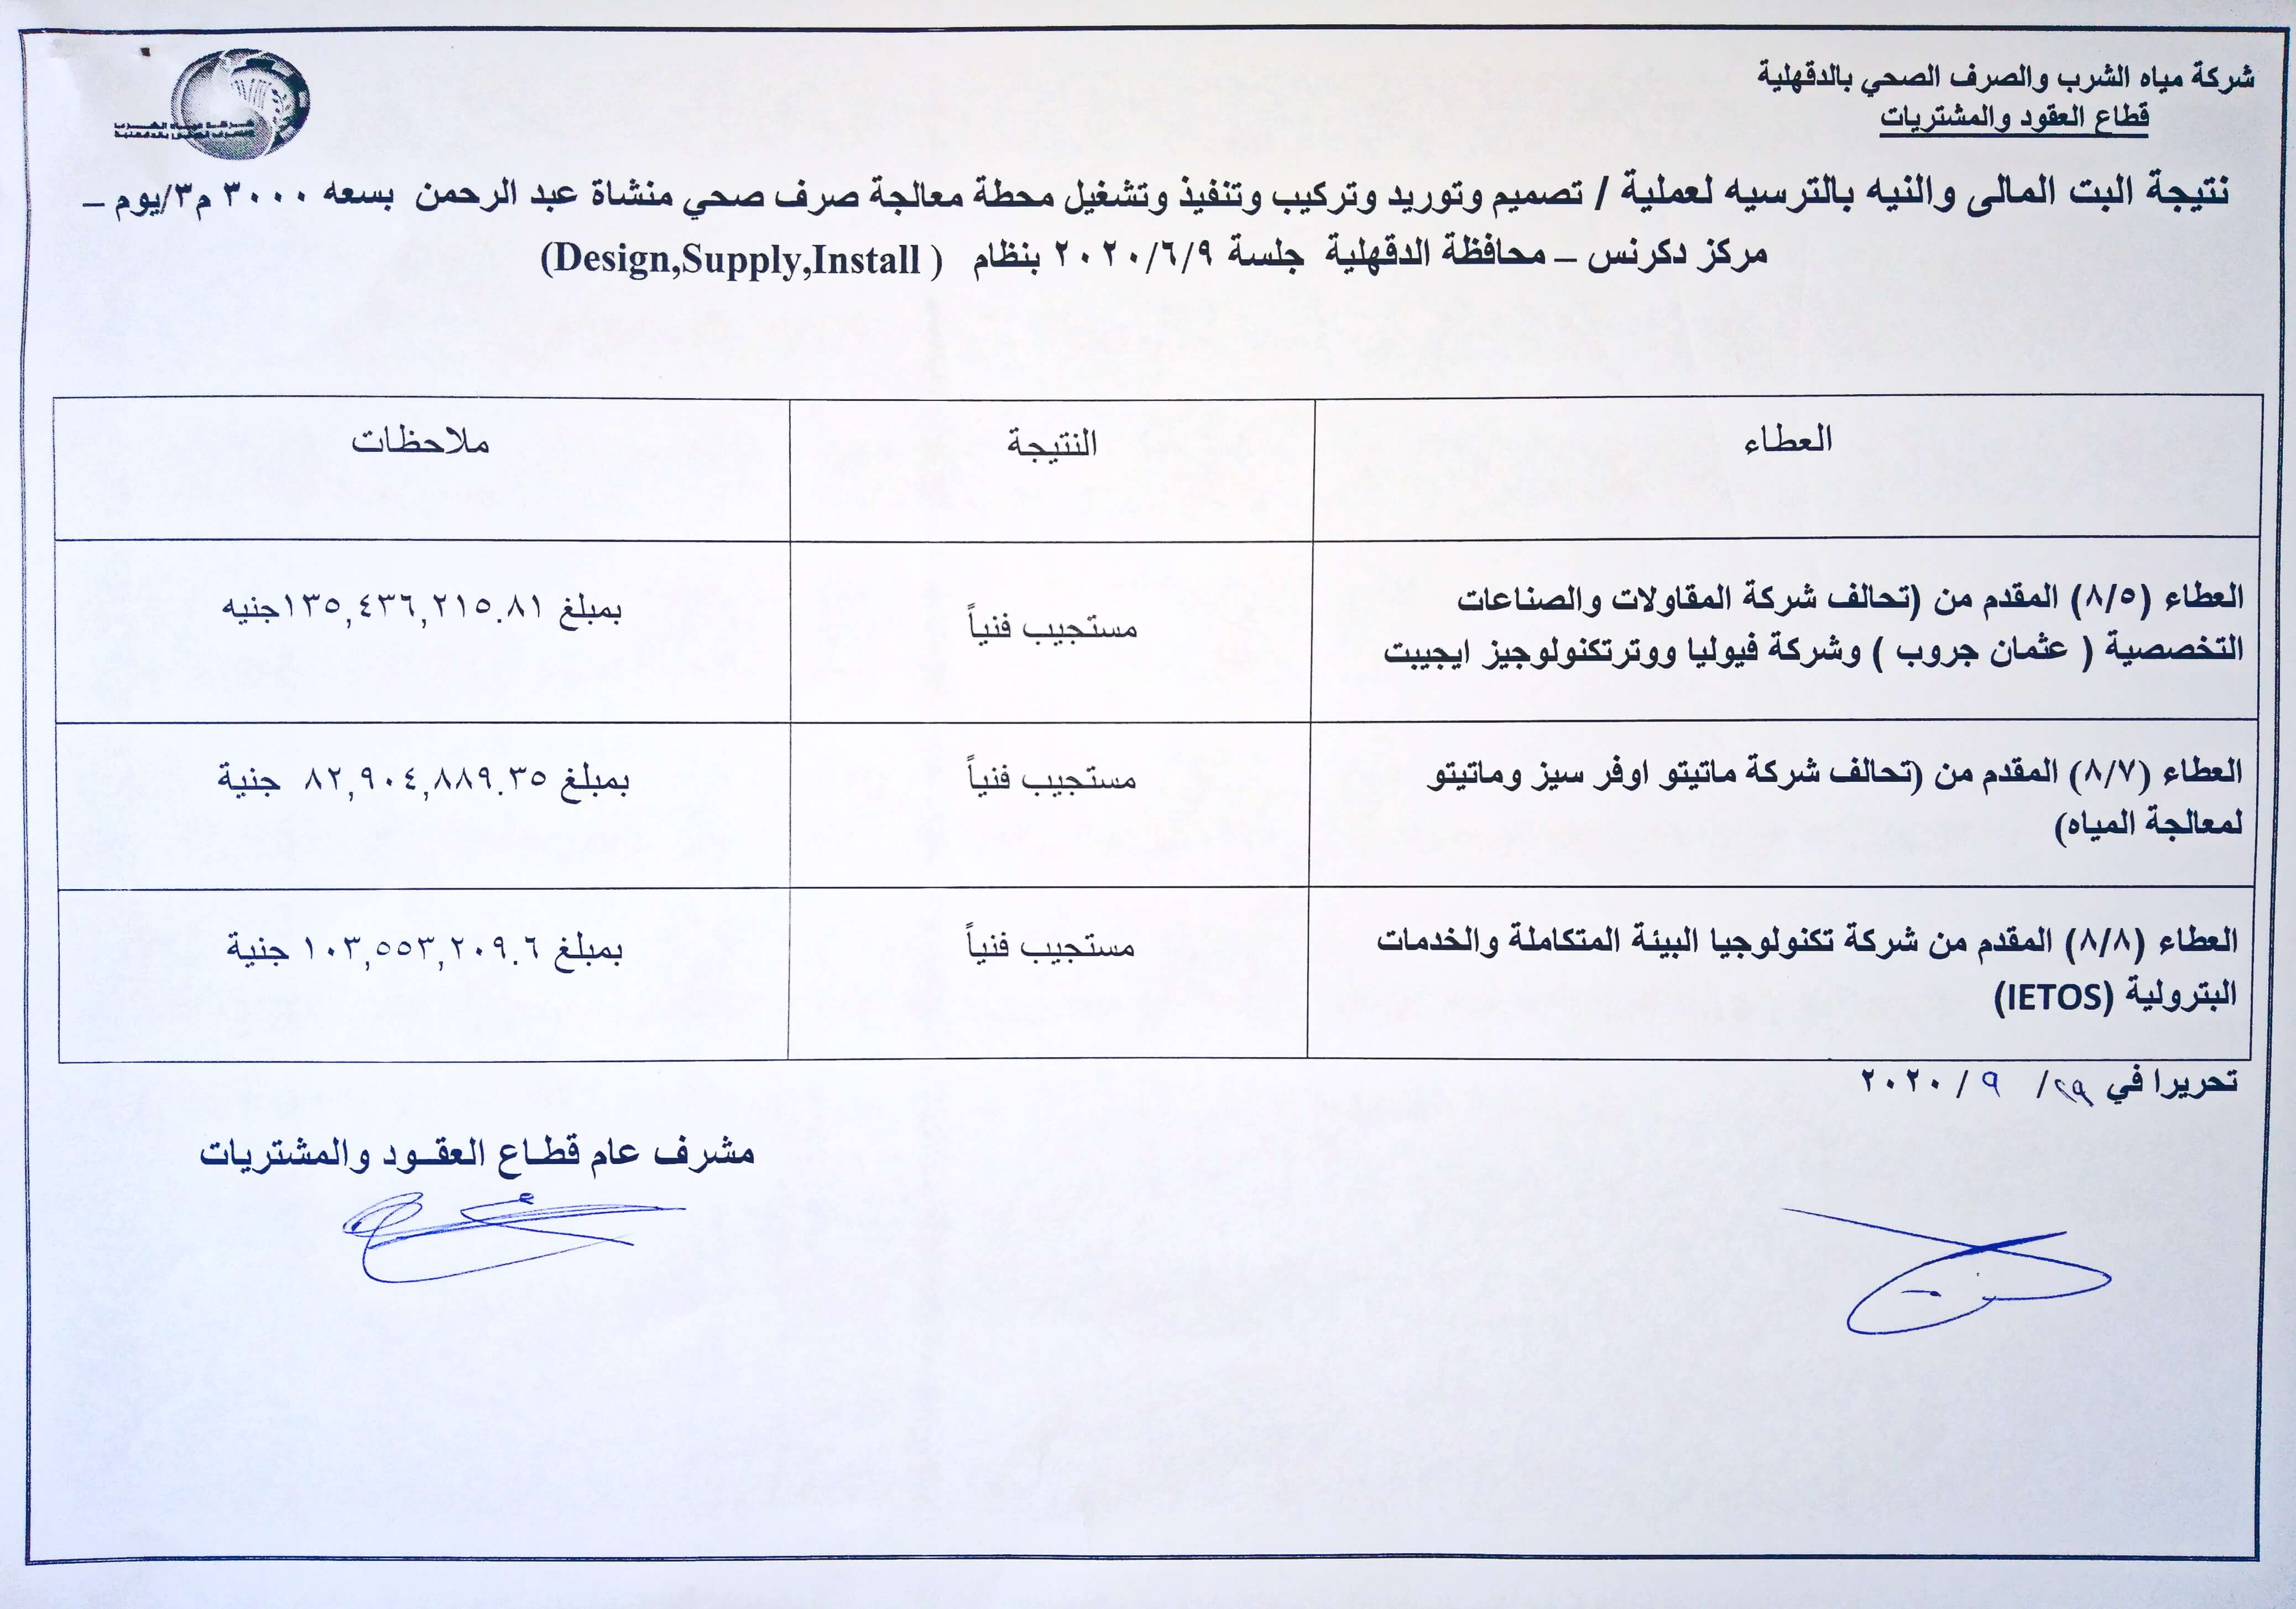 شركة مياه الشرب والصرف الصحي بالدقهلية
قطاع العقود والمشتريات
نتيجة البت المالى والنيه بالترسيه لعملية / تصميم وتوريد وتركيب وتنفيذ وتشغيل محطة معالجة صرف صحي منشاة عبد الرحمن بسعه ٣٠٠٠ م٣/يوم –
مركز دكرنس – محافظة الدقهلية جلسة ٢٠٢٠/٦/٩ بنظام ( Design,Supply,Install)
العطاء النتيجة ملاحظات
العطاء (٨/٥) المقدم من (تحالف شركة المقاولات والصناعات
التخصصية ( عثمان جروب ) وشركة فيوليا ووترتكنولوجيز ايجيبت
مستجيب فنياً
بمبلغ ١٣٥,٤٣٦,٢١٥.٨١جنيه
العطاء (٨/٧) المقدم من (تحالف شركة ماتيتو اوفر سيز وماتيتو
لمعالجة المياه)
مستجيب فنياً
بمبلغ ٨٢,٩٠٤,٨٨٩.٣٥ جنية
العطاء (٨/٨) المقدم من شركة تكنولوجيا البيئة المتكاملة والخدمات
البترولية (IETOS)
مستجيب فنياً
بمبلغ ١٠٣,٥٥٣,٢٠٩.٦ جنية
تحريرا في ٢٩/ ٩ / ٢٠٢٠
مشرف عام قطاع العقود والمشتريات